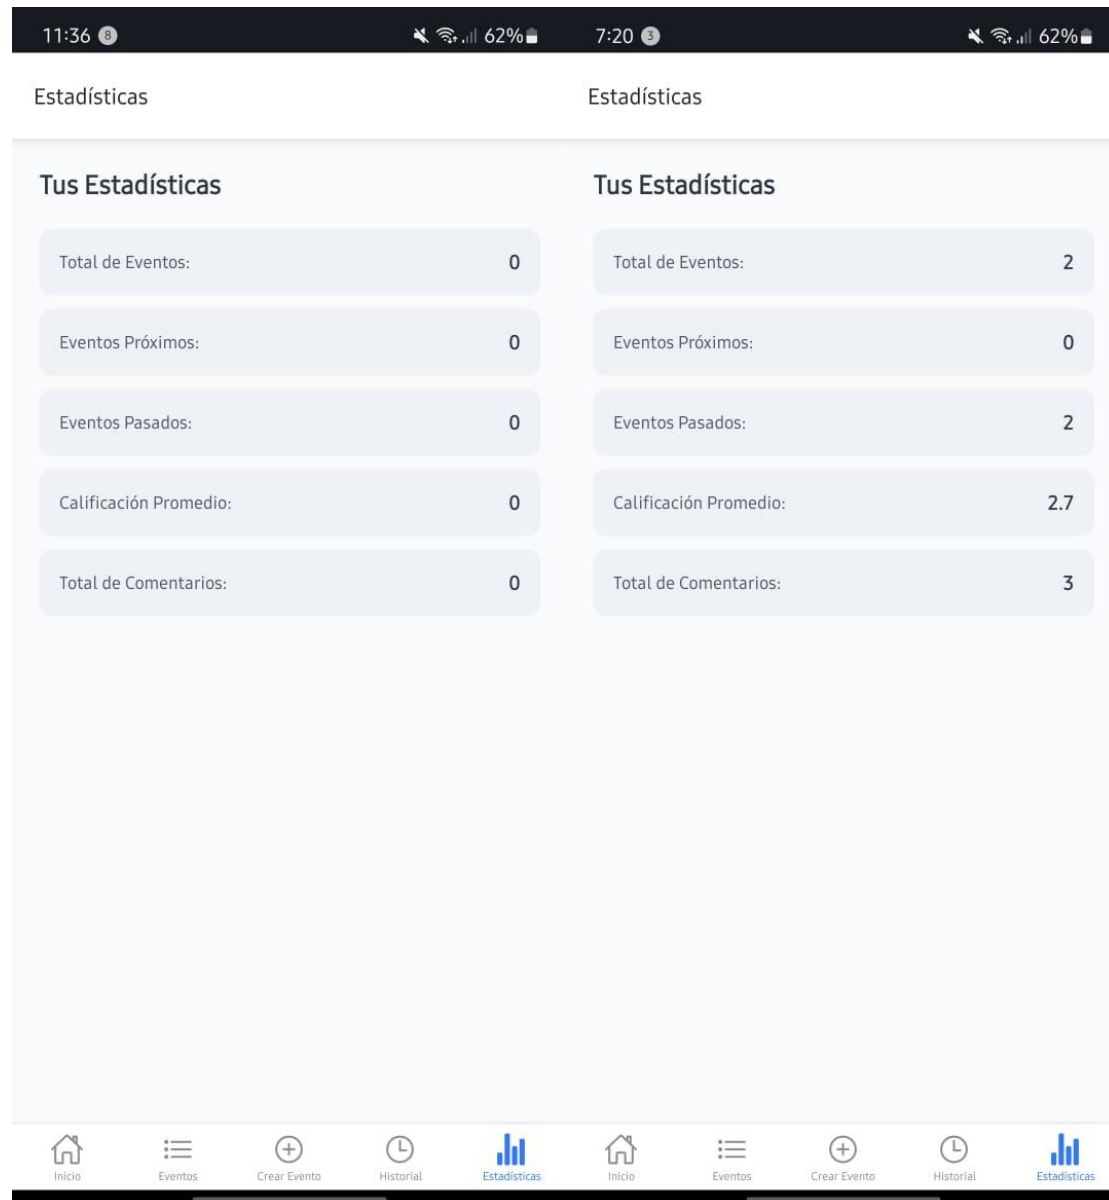 11:36 8 62%
Estadísticas
Tus Estadísticas
Total de Eventos: 0
Eventos Próximos: 0
Eventos Pasados: 0
Calificación Promedio: 0
Total de Comentarios: 0
Inicio Eventos Crear Evento Historial Estadísticas
7:20 3 62%
Estadísticas
Tus Estadísticas
Total de Eventos: 2
Eventos Próximos: 0
Eventos Pasados: 2
Calificación Promedio: 2.7
Total de Comentarios: 3
Inicio Eventos Crear Evento Historial Estadísticas